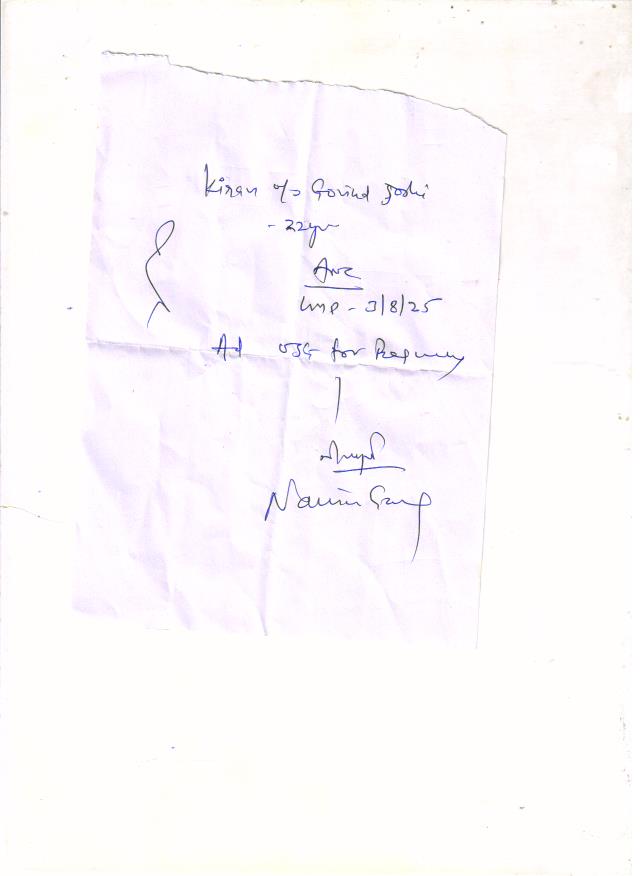 Kiran w/o Govind Joshi
- 22yr
ANC
LMP - 3/8/25
Ad USG for Pregnancy